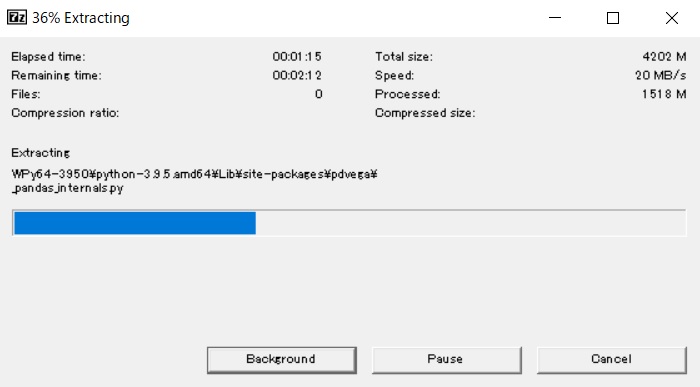 7z 36% Extracting
Elapsed time: 00:01:15 Total size: 4202 M
Remaining time: 00:02:12 Speed: 20 MB/s
Files: 0 Processed: 1518 M
Compression ratio: Compressed size:
Extracting
WPy64-3950¥python-3.9.5.amd64¥Lib¥site-packages¥pdvega¥
_pandas_internals.py
Background Pause Cancel